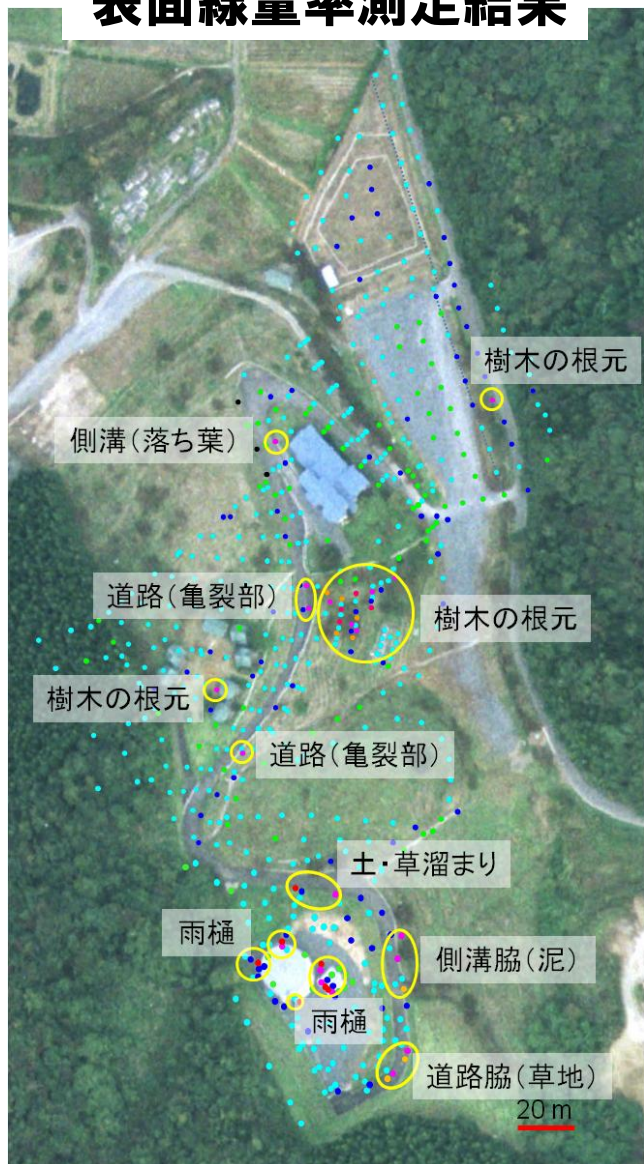 表面線量率測定結果
樹木の根元
側溝(落ち葉)
道路(亀裂部)
樹木の根元
樹木の根元
道路(亀裂部)
土・草溜まり
雨樋
側溝脇(泥)
雨樋
道路脇(草地)
20 m